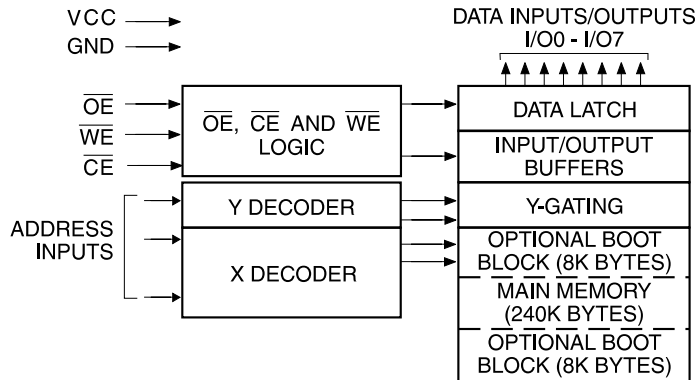 VCC
GND
DATA INPUTS/OUTPUTS
I/O0 - I/O7
OE
WE
CE
OE, CE AND WE
LOGIC
DATA LATCH
INPUT/OUTPUT
BUFFERS
ADDRESS
INPUTS
Y DECODER
Y-GATING
X DECODER
OPTIONAL BOOT
BLOCK (8K BYTES)
MAIN MEMORY
(240K BYTES)
OPTIONAL BOOT
BLOCK (8K BYTES)